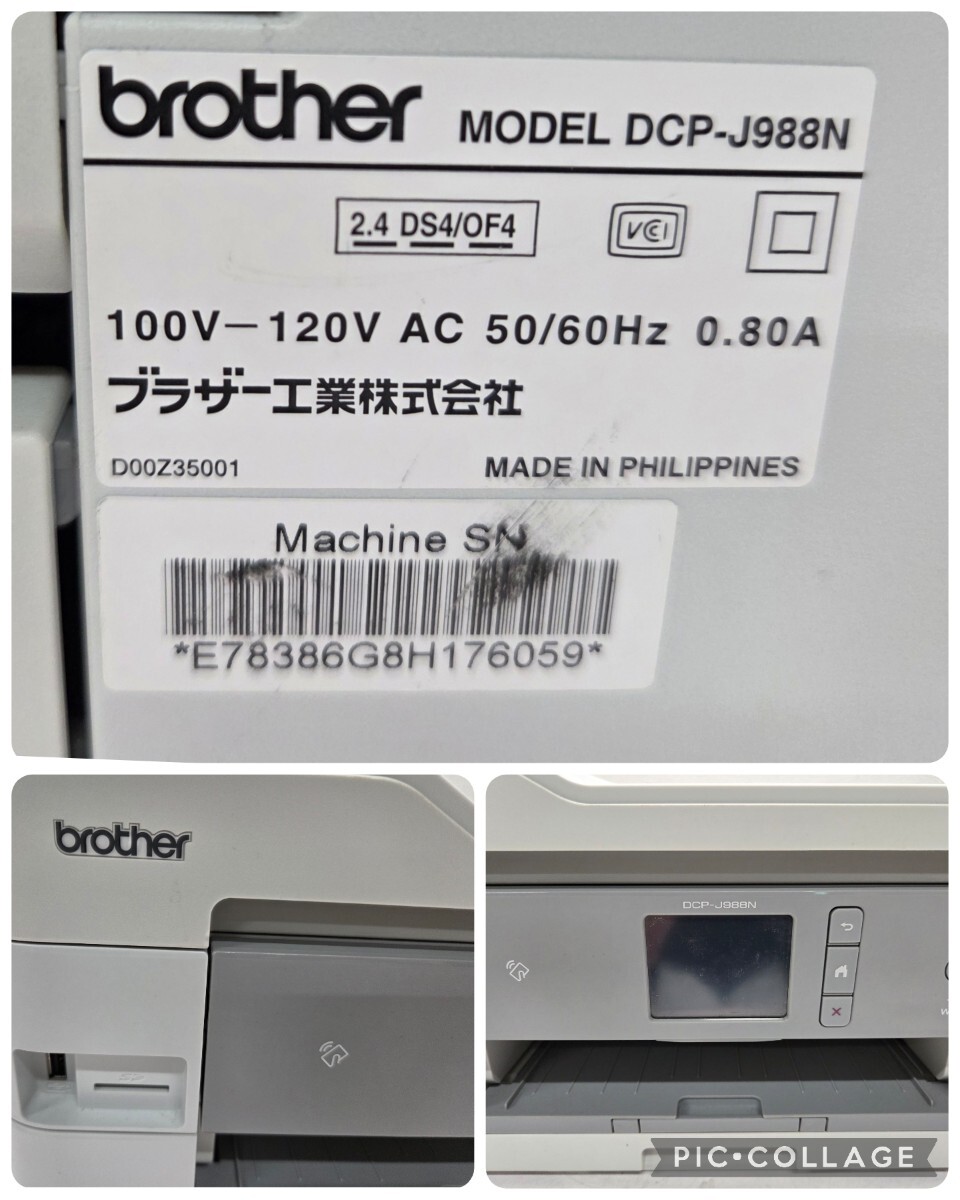 brother MODEL DCP-J988N
2.4 DS4/OF4
VCI
100V－120V AC 50/60Hz 0.80A
ブラザー工業株式会社
D00Z35001 MADE IN PHILIPPINES
Machine SN
*E78386G8H176059*
brother
DCP-J988N
PIC•COLLAGE